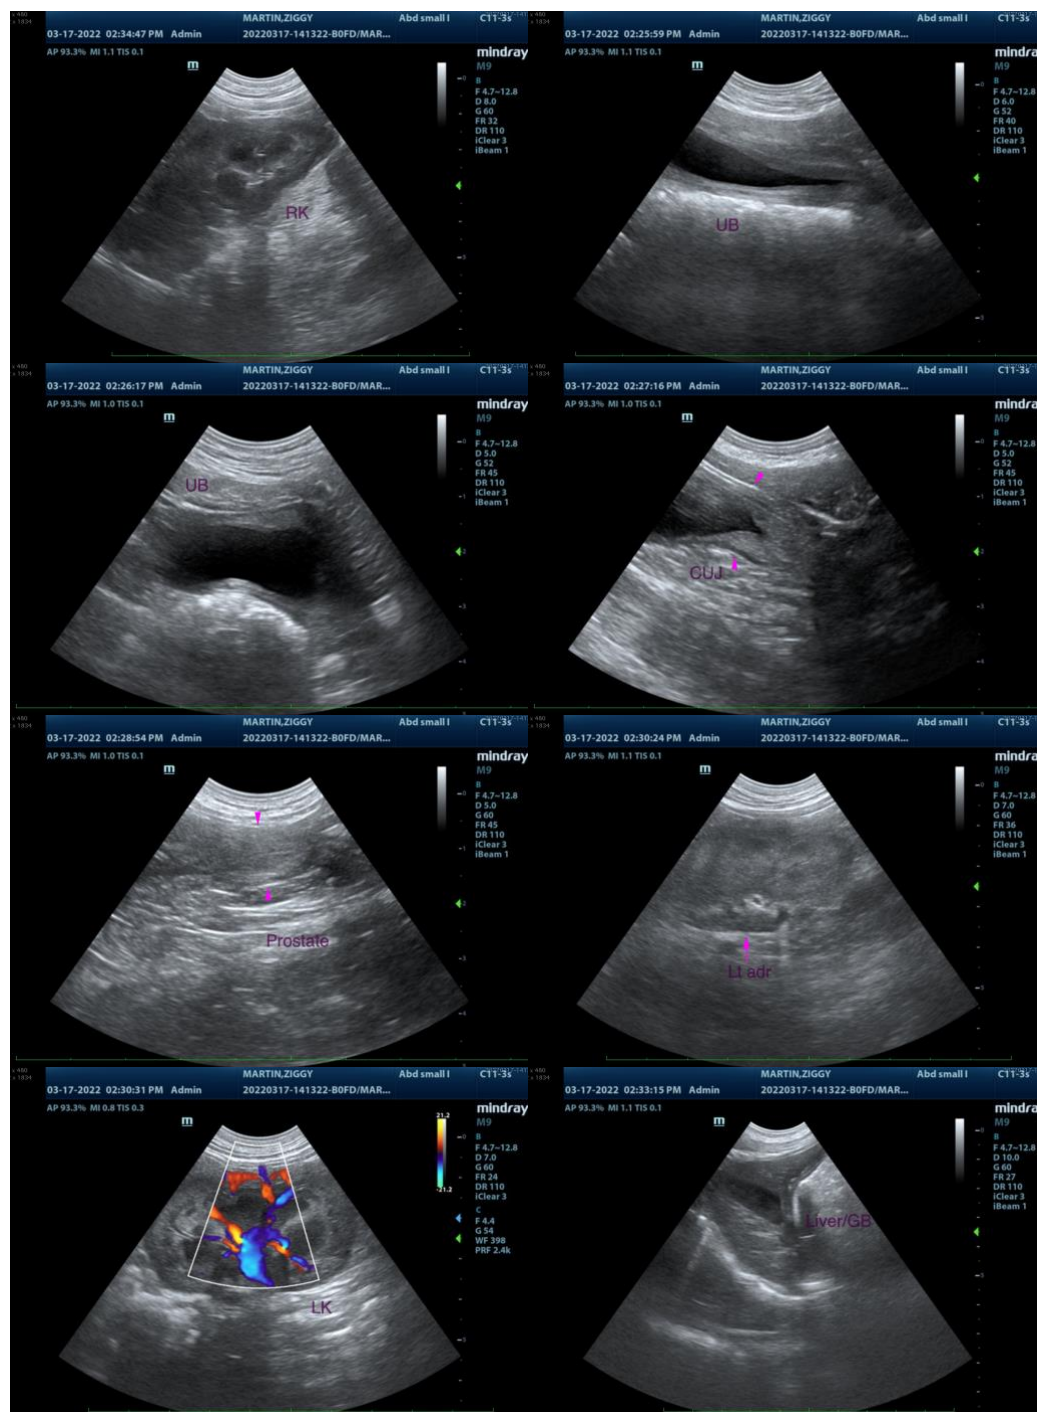 MARTIN,ZIGGY Abd small I C11-3s
03-17-2022 02:34:47 PM Admin 20220317-141322-B0FD/MAR...
AP 93.3% MI 1.1 TIS 0.1
mindray
M9
B
F 4.7~12.8
D 8.0
G 60
FR 32
DR 110
iClear 3
iBeam 1
RK
MARTIN,ZIGGY Abd small I C11-3s
03-17-2022 02:25:59 PM Admin 20220317-141322-B0FD/MAR...
AP 93.3% MI 1.1 TIS 0.1
mindra
M9
B
F 4.7~12.8
D 6.0
G 52
FR 40
DR 110
iClear 3
iBeam 1
UB
MARTIN,ZIGGY Abd small I C11-3s
03-17-2022 02:26:17 PM Admin 20220317-141322-B0FD/MAR...
AP 93.3% MI 1.0 TIS 0.1
mindray
M9
B
F 4.7~12.8
D 5.0
G 52
FR 45
DR 110
iClear 3
iBeam 1
UB
MARTIN,ZIGGY Abd small I C11-3s
03-17-2022 02:27:16 PM Admin 20220317-141322-B0FD/MAR...
AP 93.3% MI 1.0 TIS 0.1
mindra
M9
B
F 4.7~12.8
D 5.0
G 52
FR 45
DR 110
iClear 3
iBeam 1
CUJ
MARTIN,ZIGGY Abd small I C11-3s
03-17-2022 02:28:54 PM Admin 20220317-141322-B0FD/MAR...
AP 93.3% MI 1.0 TIS 0.1
mindray
M9
B
F 4.7~12.8
D 5.0
G 60
FR 45
DR 110
iClear 3
iBeam 1
Prostate
MARTIN,ZIGGY Abd small I C11-3s
03-17-2022 02:30:24 PM Admin 20220317-141322-B0FD/MAR...
AP 93.3% MI 1.1 TIS 0.1
mindra
M9
B
F 4.7~12.8
D 7.0
G 60
FR 36
DR 110
iClear 3
iBeam 1
Lt adr
MARTIN,ZIGGY Abd small I C11-3s
03-17-2022 02:30:31 PM Admin 20220317-141322-B0FD/MAR...
AP 93.3% MI 0.8 TIS 0.3
21.2
-21.2
mindray
M9
B
F 4.7~12.8
D 7.0
G 60
FR 24
DR 110
iClear 3
C
F 4.4
G 54
WF 398
PRF 2.4k
LK
MARTIN,ZIGGY Abd small I C11-3s
03-17-2022 02:33:15 PM Admin 20220317-141322-B0FD/MAR...
AP 93.3% MI 1.1 TIS 0.1
mindra
M9
B
F 4.7~12.8
D 10.0
G 60
FR 27
DR 110
iClear 3
iBeam 1
Liver/GB